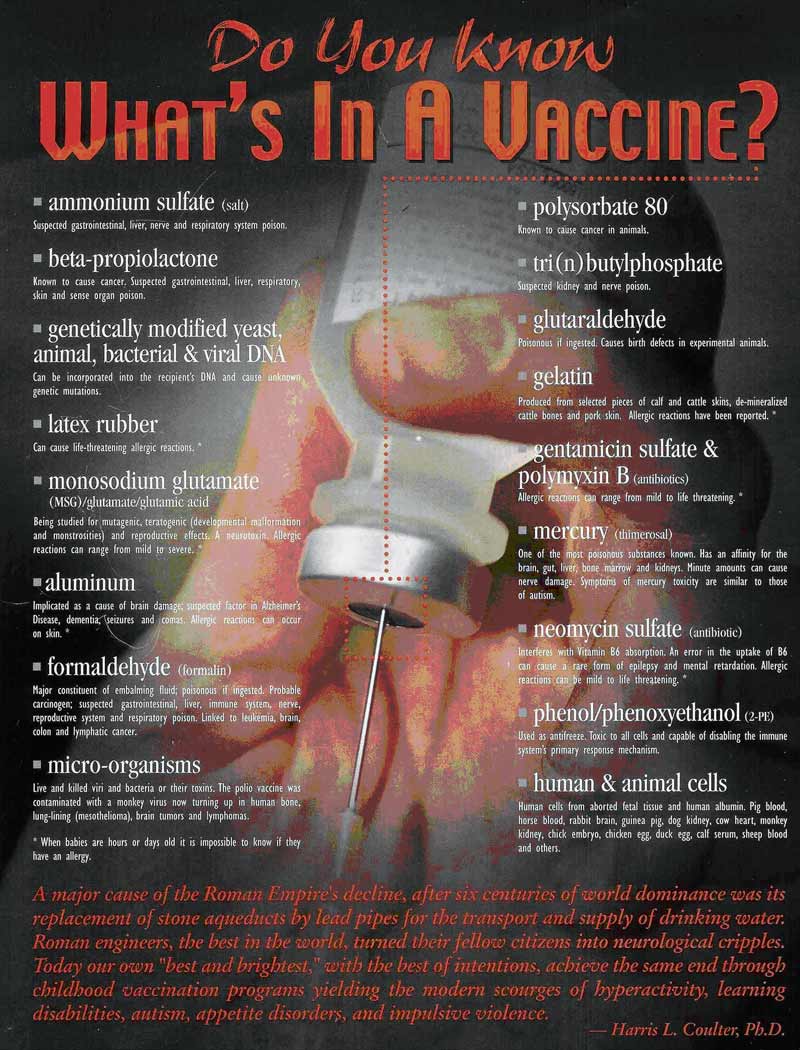 Do You Know
WHAT'S IN A VACCINE?
ammonium sulfate (salt)
Suspected gastrointestinal, liver, nerve and respiratory system poison.
beta-propiolactone
Known to cause cancer. Suspected gastrointestinal, liver, respiratory,
skin and sense organ poison.
genetically modified yeast,
animal, bacterial & viral DNA
Can be incorporated into the recipient's DNA and cause unknown
genetic mutations.
latex rubber
Can cause life-threatening allergic reactions. *
monosodium glutamate
(MSG)/glutamate/glutamic acid
Being studied for mutagenic, teratogenic (developmental malformation
and monstrosities) and reproductive effects. A neurotoxin. Allergic
reactions can range from mild to severe. *
aluminum
Implicated as a cause of brain damage; suspected factor in Alzheimer's
Disease, dementia, seizures and comas. Allergic reactions can occur
on skin. *
formaldehyde (formalin)
Major constituent of embalming fluid; poisonous if ingested. Probable
carcinogen; suspected gastrointestinal, liver, immune system, nerve,
reproductive system and respiratory poison. Linked to leukemia, brain,
colon and lymphatic cancer.
micro-organisms
Live and killed viri and bacteria or their toxins. The polio vaccine was
contaminated with a monkey virus now turning up in human bone,
lung-lining (mesothelioma), brain tumors and lymphomas.
* When babies are hours or days old it is impossible to know if they
have an allergy.
polysorbate 80
Known to cause cancer in animals.
tri(n)butylphosphate
Suspected kidney and nerve poison.
glutaraldehyde
Poisonous if ingested. Causes birth defects in experimental animals.
gelatin
Produced from selected pieces of calf and cattle skins, de-mineralized
cattle bones and pork skin. Allergic reactions have been reported. *
gentamicin sulfate &
polymyxin B (antibiotics)
Allergic reactions can range from mild to life threatening. *
mercury (thimerosal)
One of the most poisonous substances known. Has an affinity for the
brain, gut, liver, bone marrow and kidneys. Minute amounts can cause
nerve damage. Symptoms of mercury toxicity are similar to those
of autism.
neomycin sulfate (antibiotic)
Interferes with Vitamin B6 absorption. An error in the uptake of B6
can cause a rare form of epilepsy and mental retardation. Allergic
reactions can be mild to life threatening. *
phenol/phenoxyethanol (2-PE)
Used as antifreeze. Toxic to all cells and capable of disabling the immune
system's primary response mechanism.
human & animal cells
Human cells from aborted fetal tissue and human albumin. Pig blood,
horse blood, rabbit brain, guinea pig, dog kidney, cow heart, monkey
kidney, chick embryo, chicken egg, duck egg, calf serum, sheep blood
and others.
A major cause of the Roman Empire's decline, after six centuries of world dominance was its
replacement of stone aqueducts by lead pipes for the transport and supply of drinking water.
Roman engineers, the best in the world, turned their fellow citizens into neurological cripples.
Today our own "best and brightest," with the best of intentions, achieve the same end through
childhood vaccination programs yielding the modern scourges of hyperactivity, learning
disabilities, autism, appetite disorders, and impulsive violence.
— Harris L. Coulter, Ph.D.